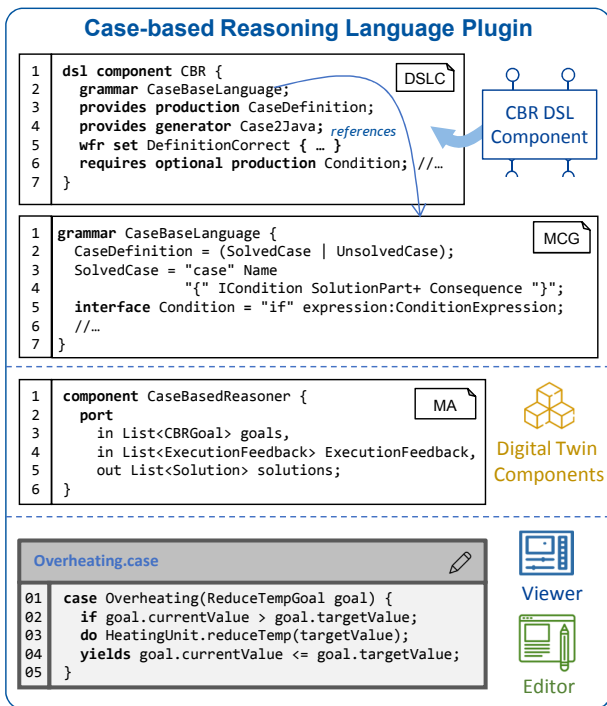 Case-based Reasoning Language Plugin
1 dsl component CBR {
2 grammar CaseBaseLanguage;
3 provides production CaseDefinition;
4 provides generator Case2Java;
5 wfr set DefinitionCorrect { … }
6 requires optional production Condition; //…
7 }
DSLC
references
CBR DSL
Component
1 grammar CaseBaseLanguage {
2 CaseDefinition = (SolvedCase | UnsolvedCase);
3 SolvedCase = "case" Name
4 "{" ICondition SolutionPart+ Consequence "}";
5 interface Condition = "if" expression:ConditionExpression;
6 //…
7 }
MCG
1 component CaseBasedReasoner {
2 port
3 in List<CBRGoal> goals,
4 in List<ExecutionFeedback> ExecutionFeedback,
5 out List<Solution> solutions;
6 }
MA
Digital Twin
Components
Overheating.case
01 case Overheating(ReduceTempGoal goal) {
02 if goal.currentValue > goal.targetValue;
03 do HeatingUnit.reduceTemp(targetValue);
04 yields goal.currentValue <= goal.targetValue;
05 }
Viewer
Editor